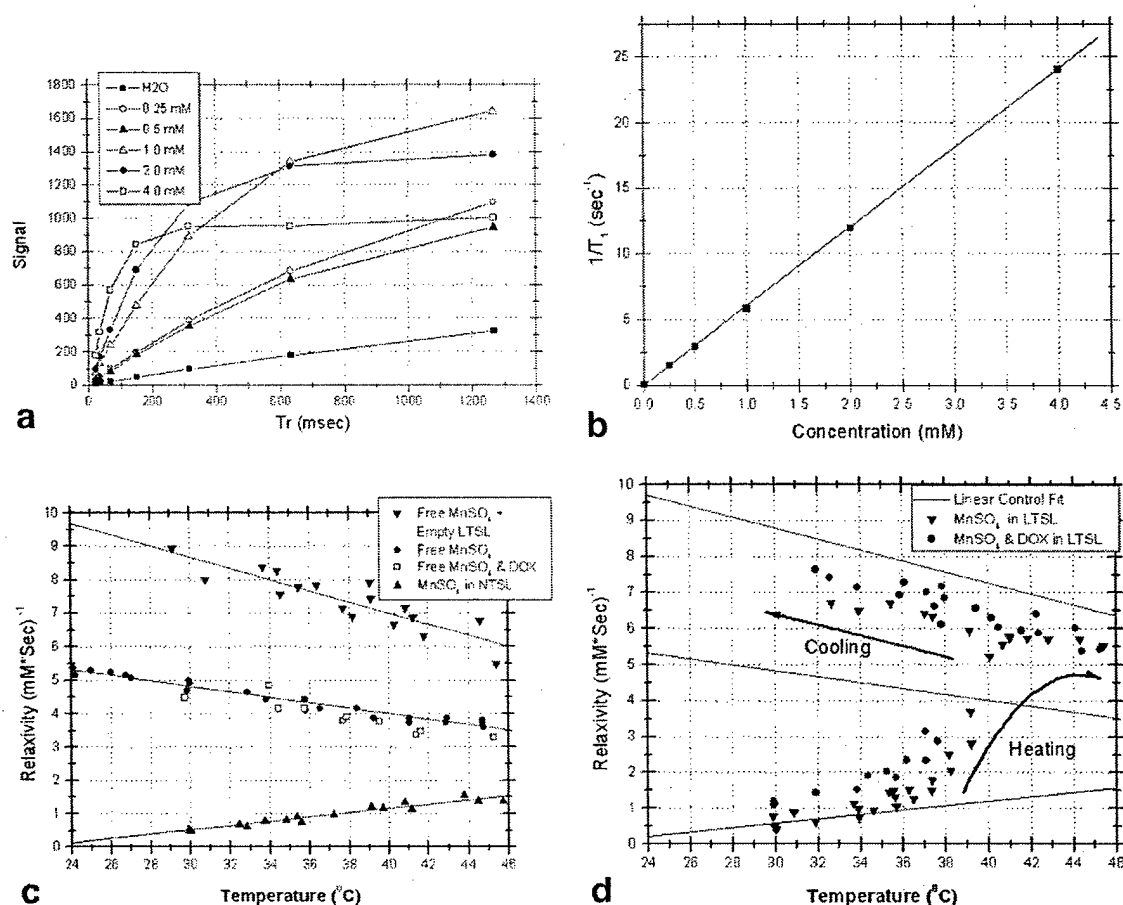 1800
1600
1400
1200
1000
800
600
400
200
0
Signal
H2O
0.25 mM
0.5 mM
1.0 mM
2.0 mM
4.0 mM
0 200 400 600 800 1000 1200 1400
Tr (msec)
a
25
20
15
10
5
0
1/T1 (sec-1)
0.0 0.5 1.0 1.5 2.0 2.5 3.0 3.5 4.0 4.5
Concentration (mM)
b
10
9
8
7
6
5
4
3
2
1
0
Relaxivity (mM*Sec)-1
Free MnSO4 +
Empty LTSL
Free MnSO4
Free MnSO4 & DOX
MnSO4 in NTSL
24 26 28 30 32 34 36 38 40 42 44 46
Temperature (°C)
c
10
9
8
7
6
5
4
3
2
1
0
Relaxivity (mM*Sec)-1
Linear Control Fit
MnSO4 in LTSL
MnSO4 & DOX in LTSL
Cooling
Heating
24 26 28 30 32 34 36 38 40 42 44 46
Temperature (°C)
d